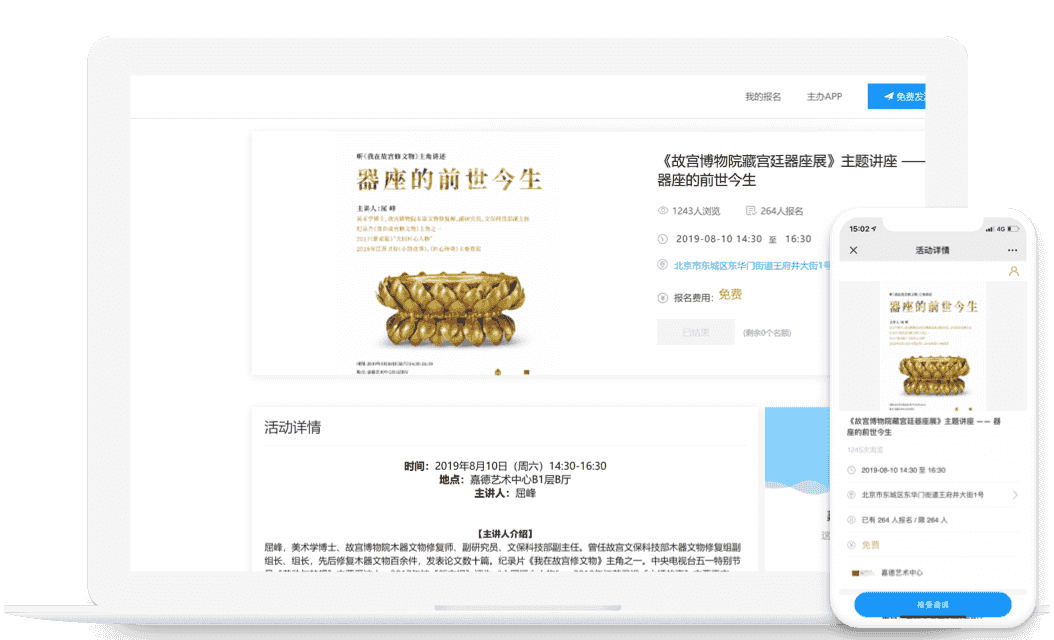 我的报名
主办APP
免费发
听《我在故宫修文物》主角讲述
器座的前世今生
主讲人:屈峰
《故宫博物院藏宫廷器座展》主题讲座 ——
器座的前世今生
1243人浏览
264人报名
2019-08-10 14:30 至 16:30
北京市东城区东华门街道王府井大街1号
报名费用: 免费
已结束
(剩余0个名额)
活动详情
时间：2019年8月10日（周六）14:30-16:30
地点：嘉德艺术中心B1层B厅
主讲人：屈峰
【主讲人介绍】
屈峰，美术学博士、故宫博物院木器文物修复师、副研究员、文保科技部副主任。曾任故宫文保科技部木器文物修复组副
组长、组长，先后修复木器文物百余件，发表论文数十篇。纪录片《我在故宫修文物》主角之一。中央电视台五一特别节
15:02
4G
活动详情
器座的前世今生
《故宫博物院藏宫廷器座展》主题讲座 —— 器
座的前世今生
1245次浏览
2019-08-10 14:30 至 16:30
北京市东城区东华门街道王府井大街1号
已有 264 人报名 / 限 264 人
免费
嘉德艺术中心